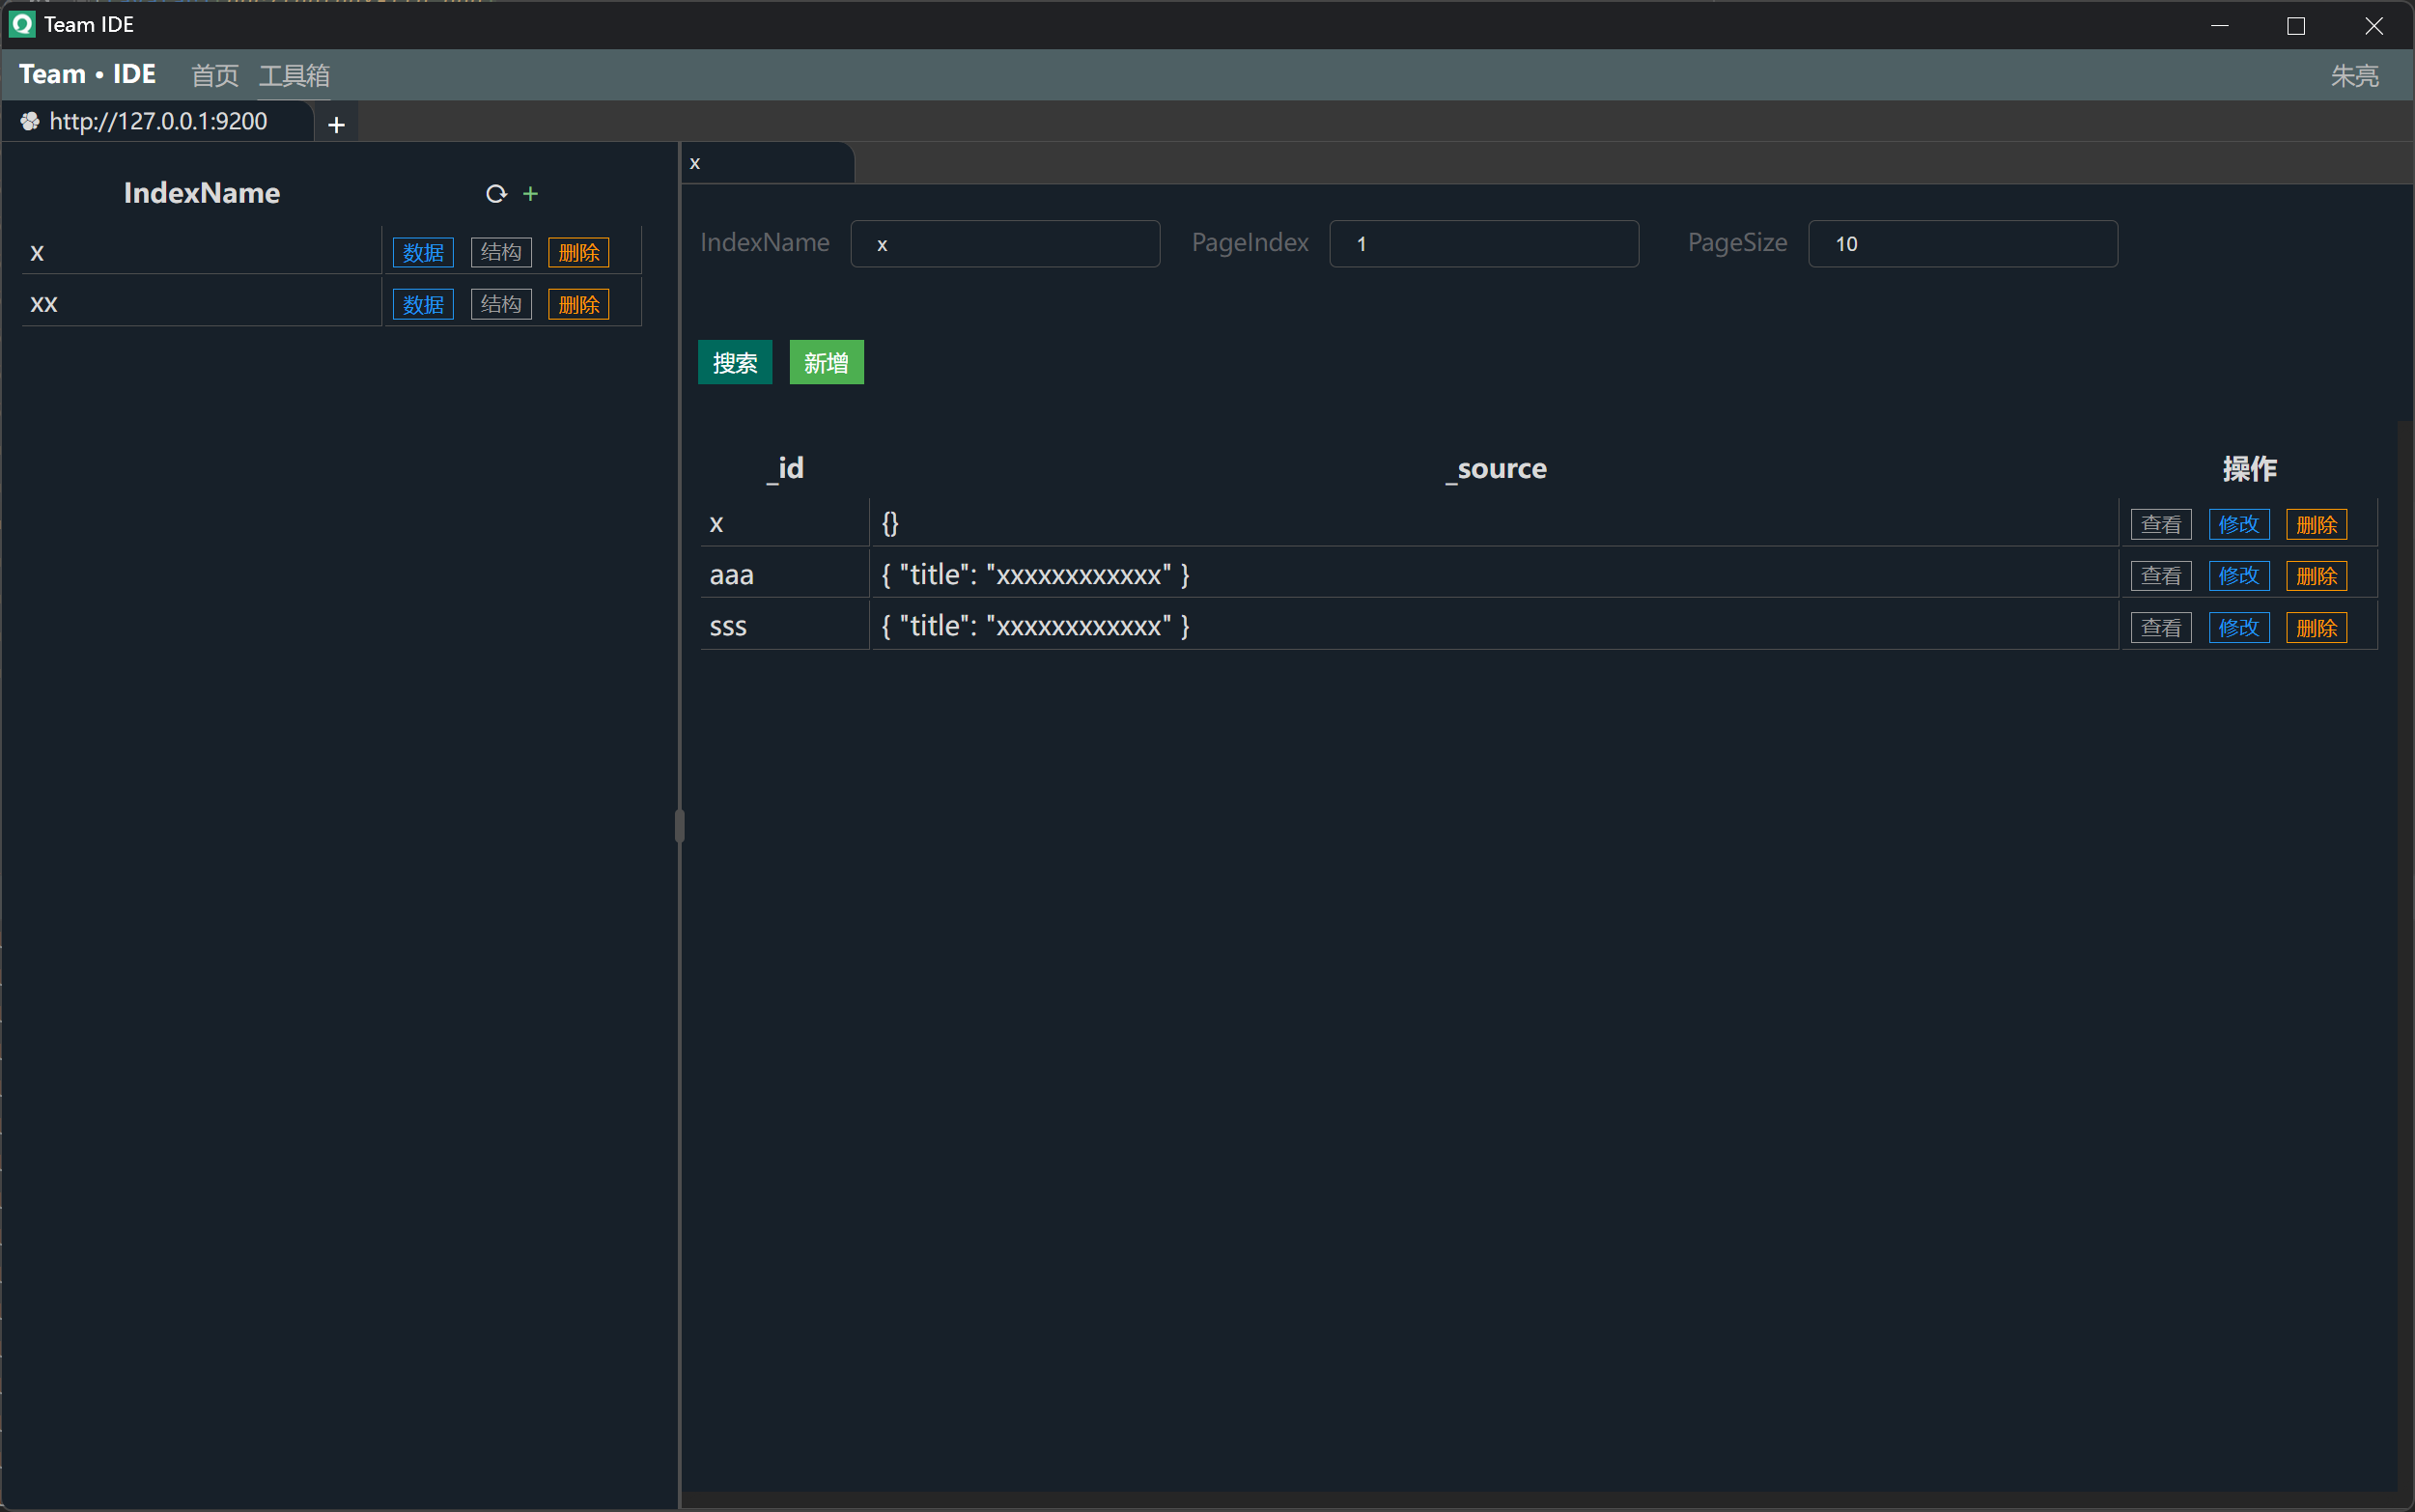 Team IDE
Team • IDE 首页 工具箱 朱亮
http://127.0.0.1:9200 +
x
IndexName
x 数据 结构 删除
xx 数据 结构 删除
IndexName x PageIndex 1 PageSize 10
搜索 新增
_id _source 操作
x {} 查看 修改 删除
aaa { "title": "xxxxxxxxxxxx" } 查看 修改 删除
sss { "title": "xxxxxxxxxxxx" } 查看 修改 删除